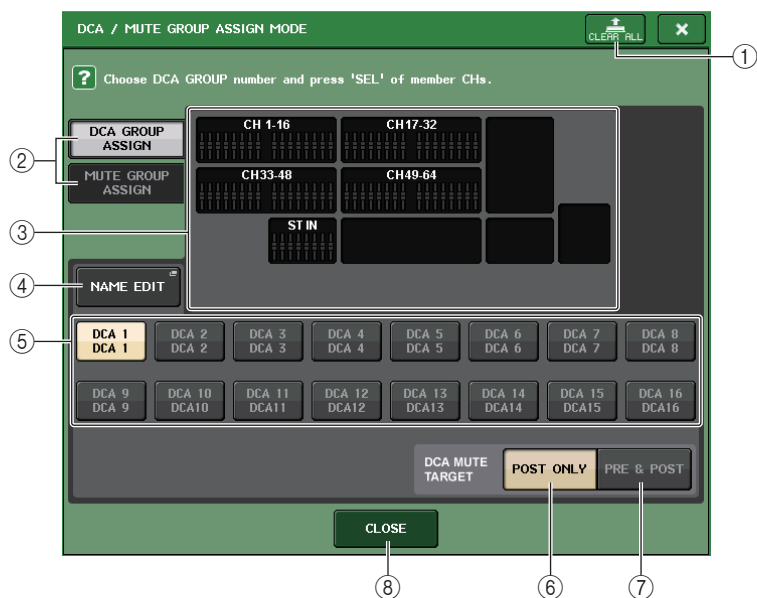 DCA / MUTE GROUP ASSIGN MODE
CLEAR ALL
×
①
? Choose DCA GROUP number and press 'SEL' of member CHs.
DCA GROUP
ASSIGN
②
MUTE GROUP
ASSIGN
CH 1-16
CH17-32
CH33-48
CH49-64
③
ST IN
④
NAME EDIT
⑤
DCA 1
DCA 1
DCA 2
DCA 2
DCA 3
DCA 3
DCA 4
DCA 4
DCA 5
DCA 5
DCA 6
DCA 6
DCA 7
DCA 7
DCA 8
DCA 8
DCA 9
DCA 9
DCA 10
DCA10
DCA 11
DCA11
DCA 12
DCA12
DCA 13
DCA13
DCA 14
DCA14
DCA 15
DCA15
DCA 16
DCA16
DCA MUTE
TARGET
POST ONLY
PRE & POST
CLOSE
⑧
⑥
⑦